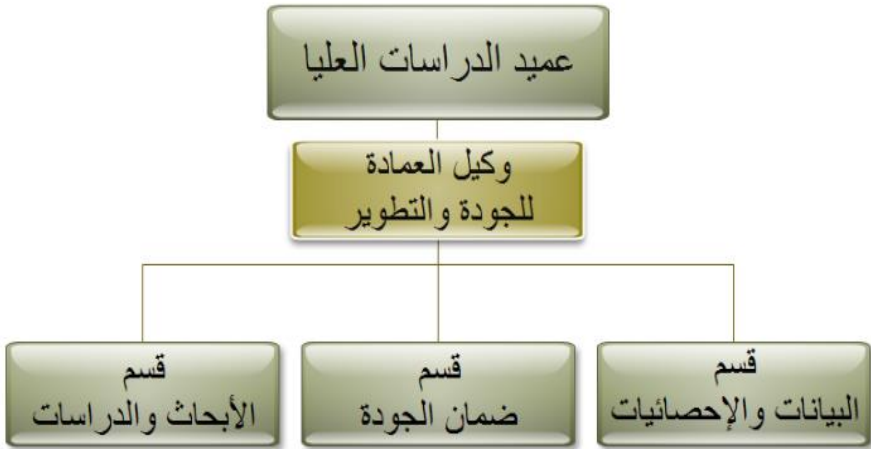 عميد الدراسات العليا
وكيل العمادة
للجودة والتطوير
قسم
البيانات والإحصائيات
قسم
ضمان الجودة
قسم
الأبحاث والدراسات